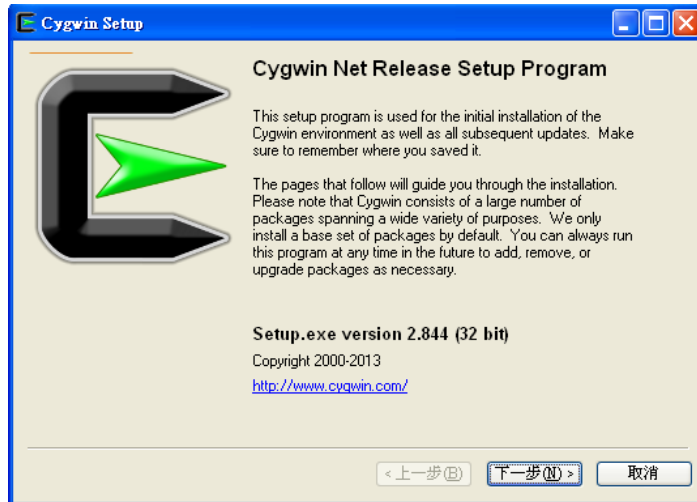 Cygwin Setup
Cygwin Net Release Setup Program
This setup program is used for the initial installation of the
Cygwin environment as well as all subsequent updates. Make
sure to remember where you saved it.
The pages that follow will guide you through the installation.
Please note that Cygwin consists of a large number of
packages spanning a wide variety of purposes. We only
install a base set of packages by default. You can always run
this program at any time in the future to add, remove, or
upgrade packages as necessary.
Setup.exe version 2.844 (32 bit)
Copyright 2000-2013
http://www.cygwin.com/
<上一步(B) 下一步(N)> 取消